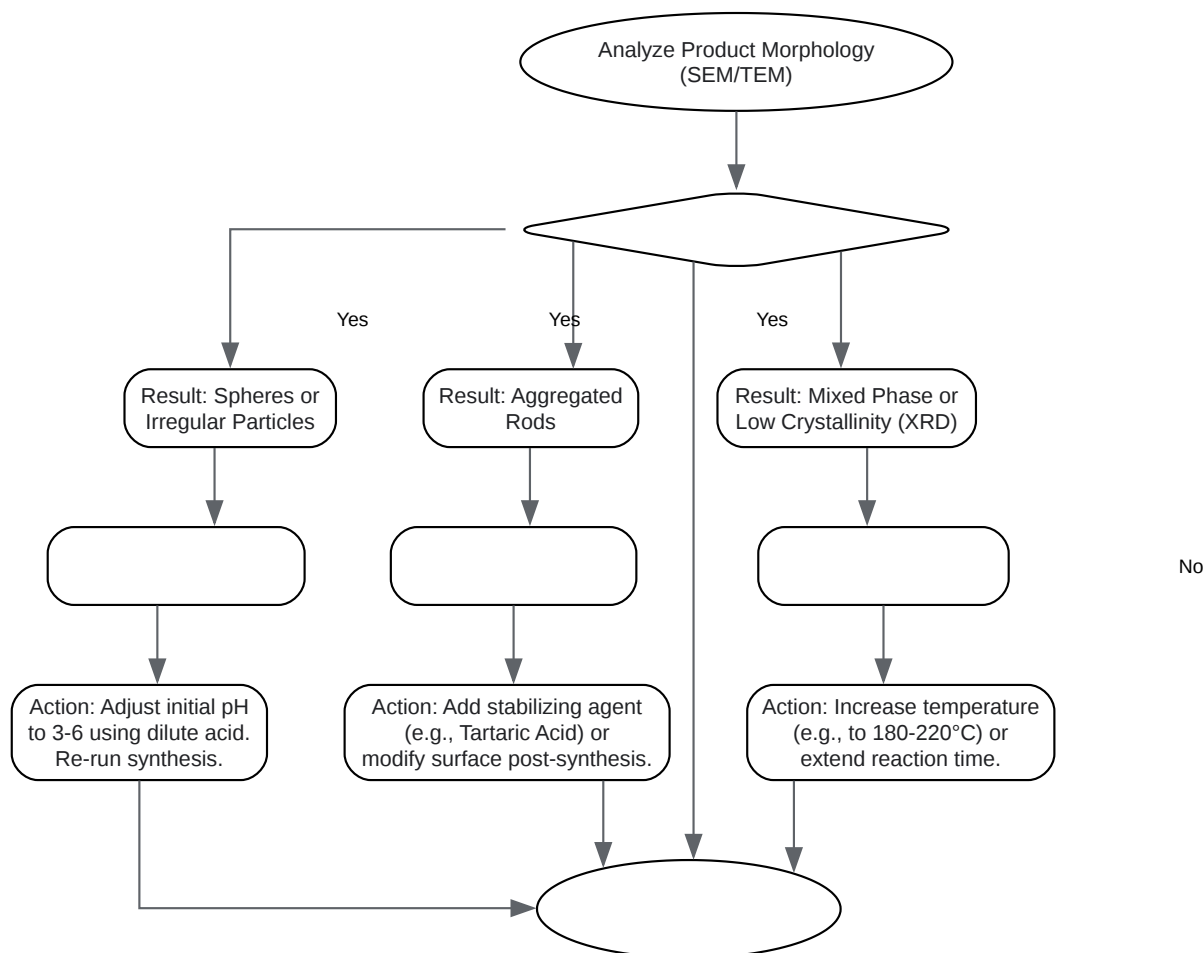 Analyze Product Morphology
(SEM/TEM)
Yes
Yes
Yes
Result: Spheres or
Irregular Particles
Result: Aggregated
Rods
Result: Mixed Phase or
Low Crystallinity (XRD)
No
Action: Adjust initial pH
to 3-6 using dilute acid.
Re-run synthesis.
Action: Add stabilizing agent
(e.g., Tartaric Acid) or
modify surface post-synthesis.
Action: Increase temperature
(e.g., to 180-220°C) or
extend reaction time.